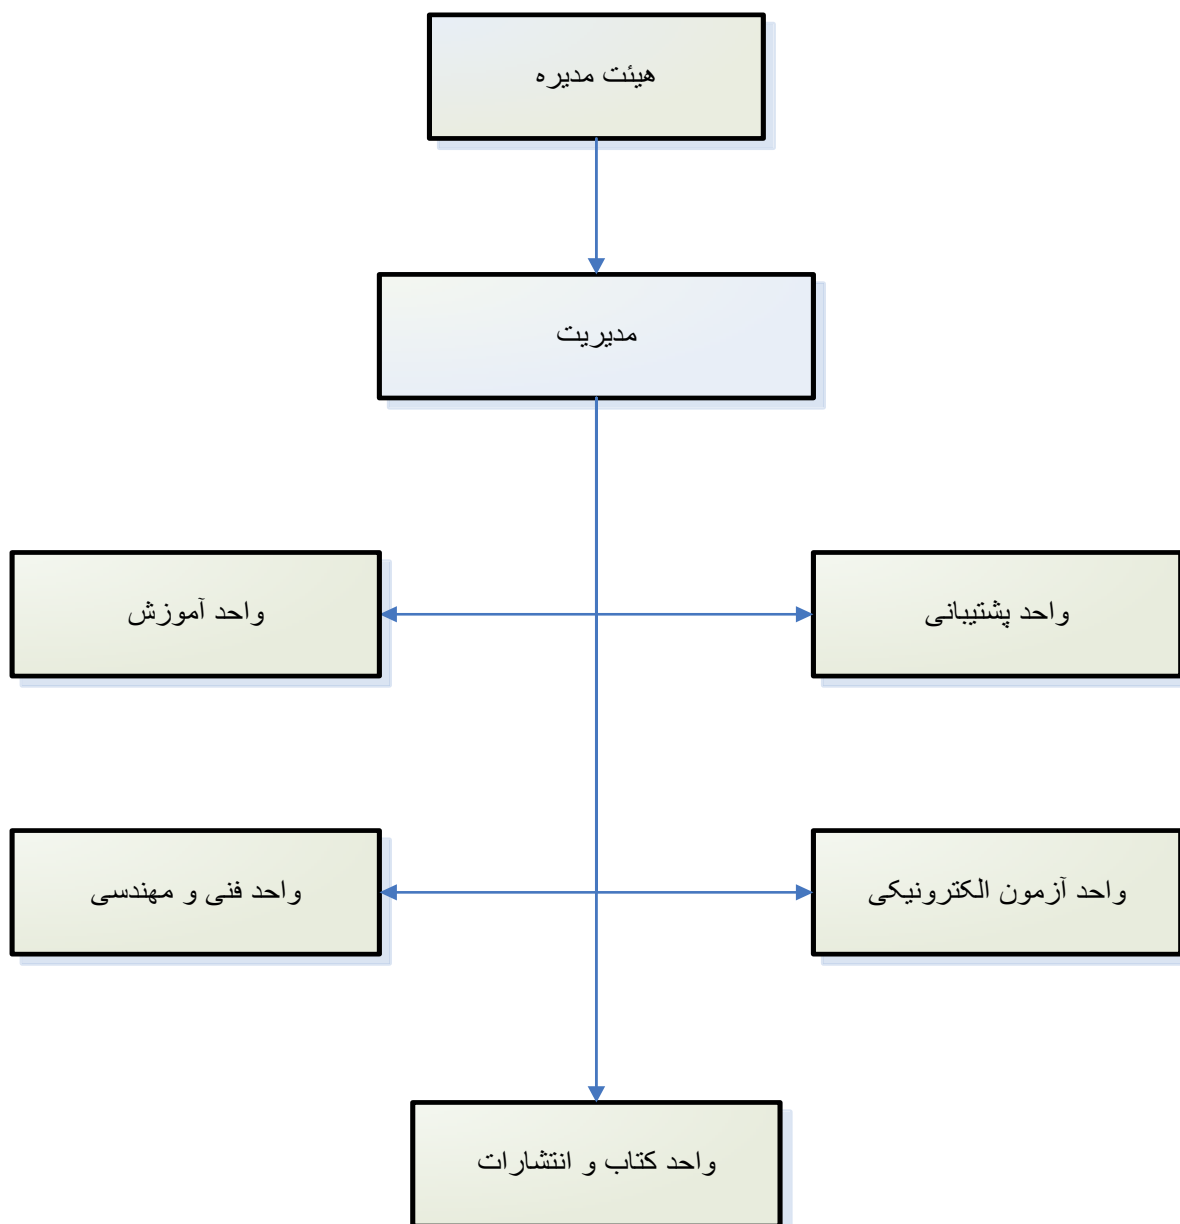 هیئت مدیره
مدیریت
واحد پشتیبانی
واحد آموزش
واحد آزمون الکترونیکی
واحد فنی و مهندسی
واحد کتاب و انتشارات